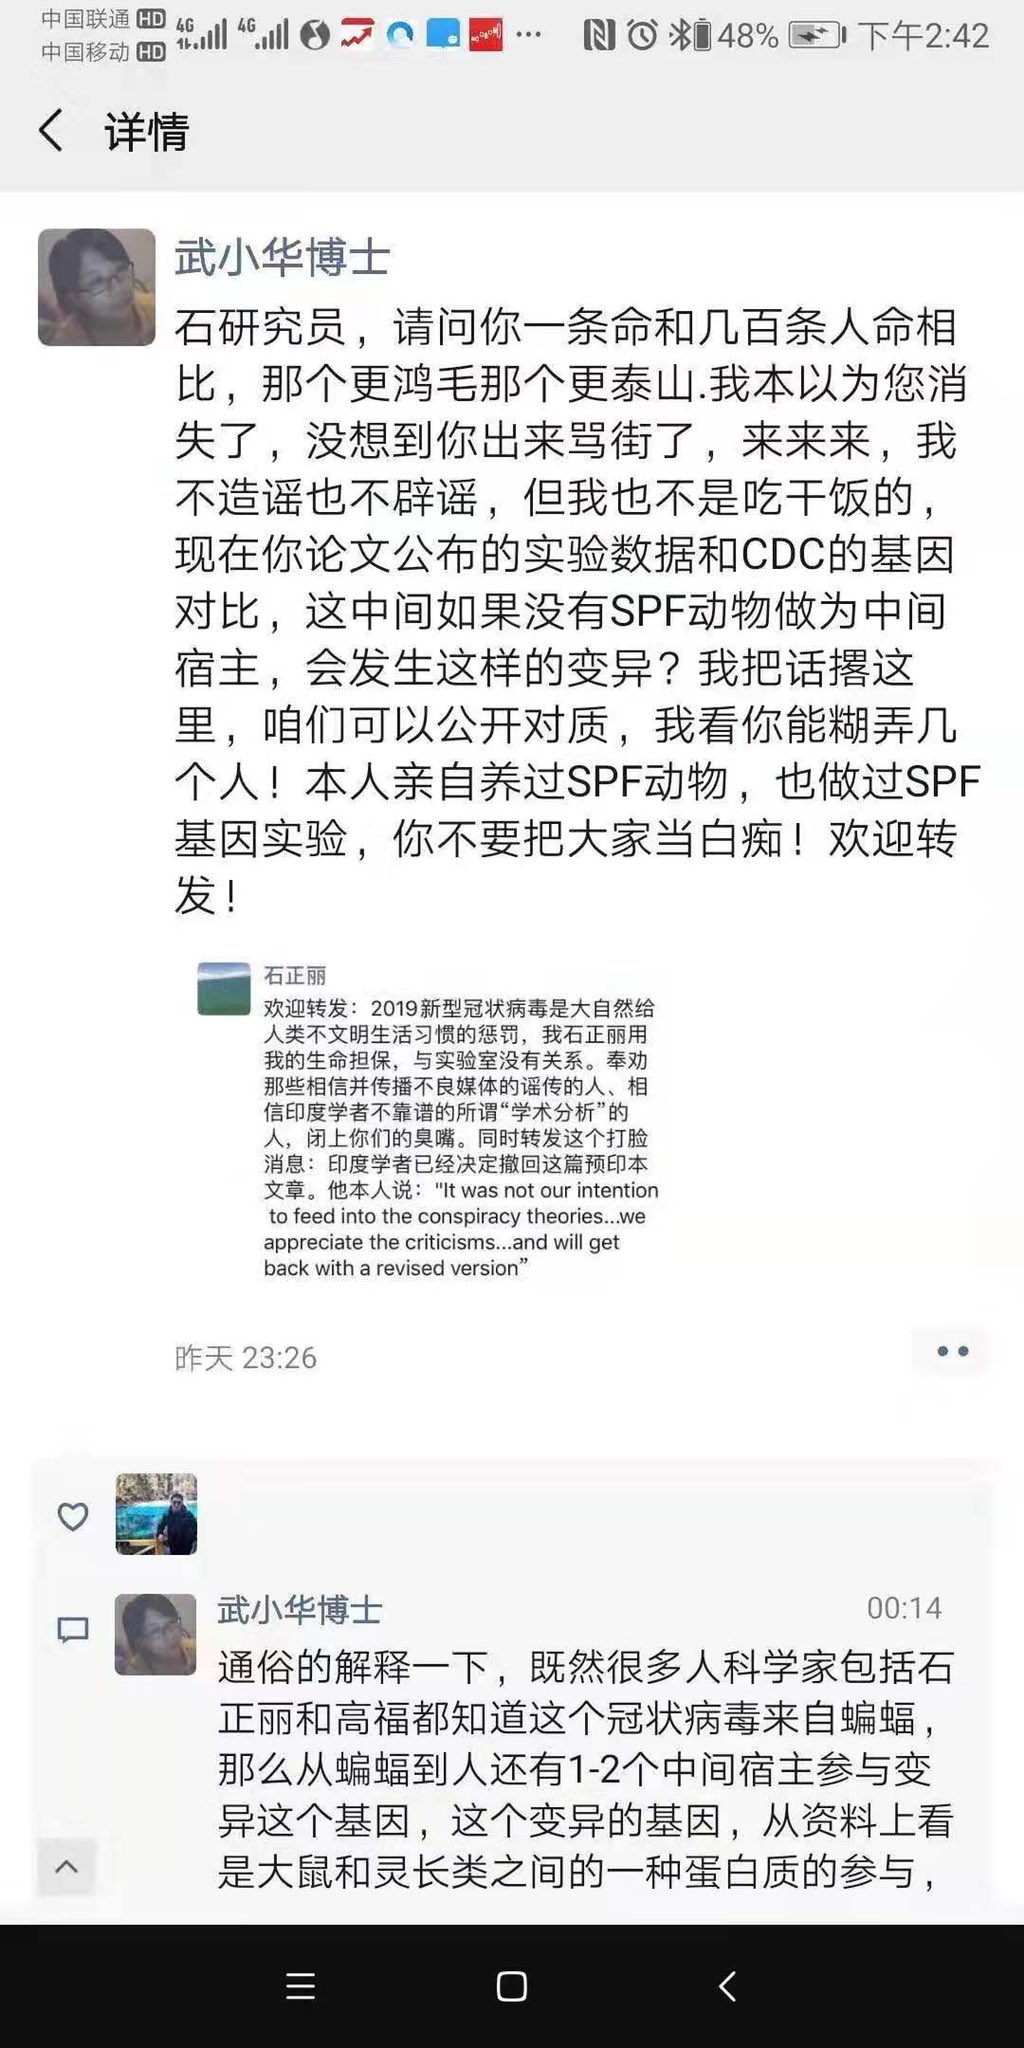 中国联通 HD 4G 4G 48% 下午2:42
中国移动 HD
详情
武小华博士
石研究员，请问你一条命和几百条人命相
比，那个更鸿毛那个更泰山.我本以为您消
失了，没想到你出来骂街了，来来来，我
不造谣也不辟谣，但我也不是吃干饭的，
现在你论文公布的实验数据和CDC的基因
对比，这中间如果没有SPF动物做为中间
宿主，会发生这样的变异？我把话撂这
里，咱们可以公开对质，我看你能糊弄几
个人！本人亲自养过SPF动物，也做过SPF
基因实验，你不要把大家当白痴！欢迎转
发！
石正丽
欢迎转发：2019新型冠状病毒是大自然给
人类不文明生活习惯的惩罚，我石正丽用
我的生命担保，与实验室没有关系。奉劝
那些相信并传播不良媒体的谣传的人、相
信印度学者不靠谱的所谓“学术分析”的
人，闭上你们的臭嘴。同时转发这个打脸
消息：印度学者已经决定撤回这篇预印本
文章。他本人说："It was not our intention
to feed into the conspiracy theories...we
appreciate the criticisms...and will get
back with a revised version”
昨天 23:26
武小华博士 00:14
通俗的解释一下，既然很多人科学家包括石
正丽和高福都知道这个冠状病毒来自蝙蝠，
那么从蝙蝠到人还有1-2个中间宿主参与变
异这个基因，这个变异的基因，从资料上看
是大鼠和灵长类之间的一种蛋白质的参与，